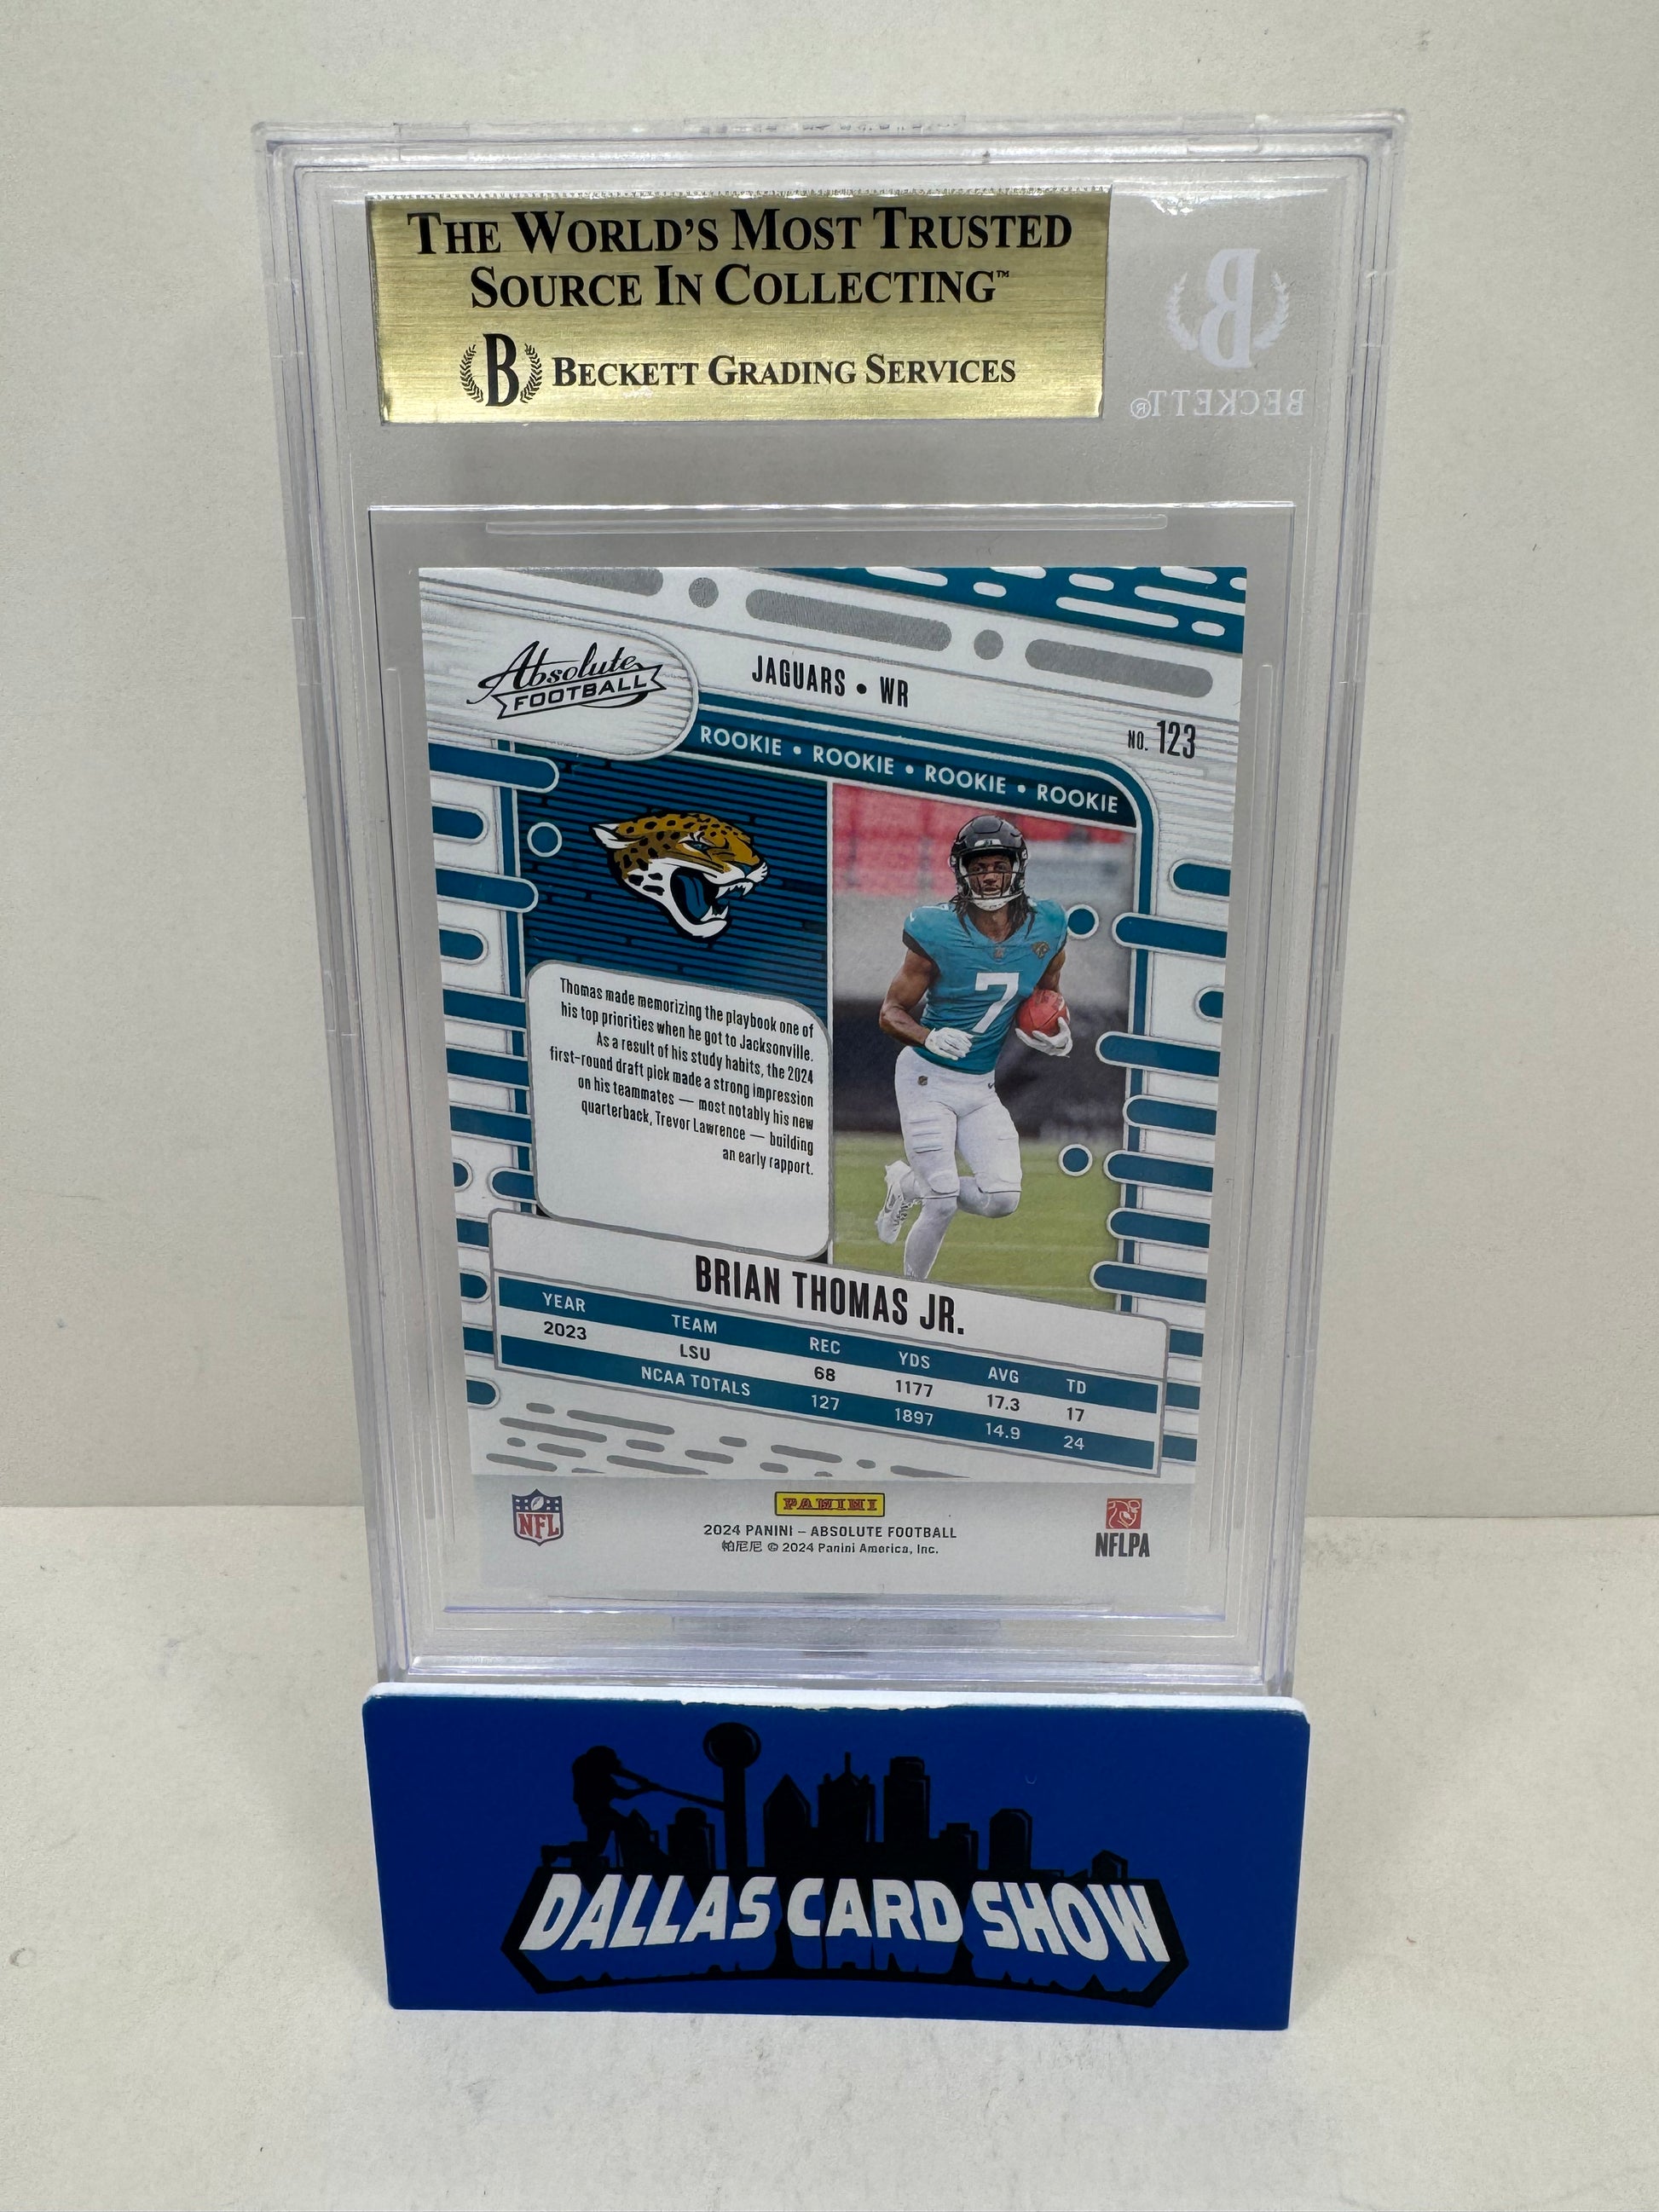 THE WORLD'S MOST TRUSTED
SOURCE IN COLLECTING™
B BECKETT GRADING SERVICES
B
BECKETT®
Absolute
FOOTBALL
JAGUARS • WR
NO. 123
ROOKIE • ROOKIE • ROOKIE • ROOKIE
7
Thomas made memorizing the playbook one of
his top priorities when he got to Jacksonville.
As a result of his study habits, the 2024
first-round draft pick made a strong impression
on his teammates — most notably his new
quarterback, Trevor Lawrence — building
an early rapport.
BRIAN THOMAS JR.
YEAR TEAM REC YDS AVG TD
2023 LSU 68 1177 17.3 17
NCAA TOTALS 127 1897 14.9 24
NFL
PANINI
2024 PANINI – ABSOLUTE FOOTBALL
帕尼尼 © 2024 Panini America, Inc.
NFLPA
DALLAS CARD SHOW